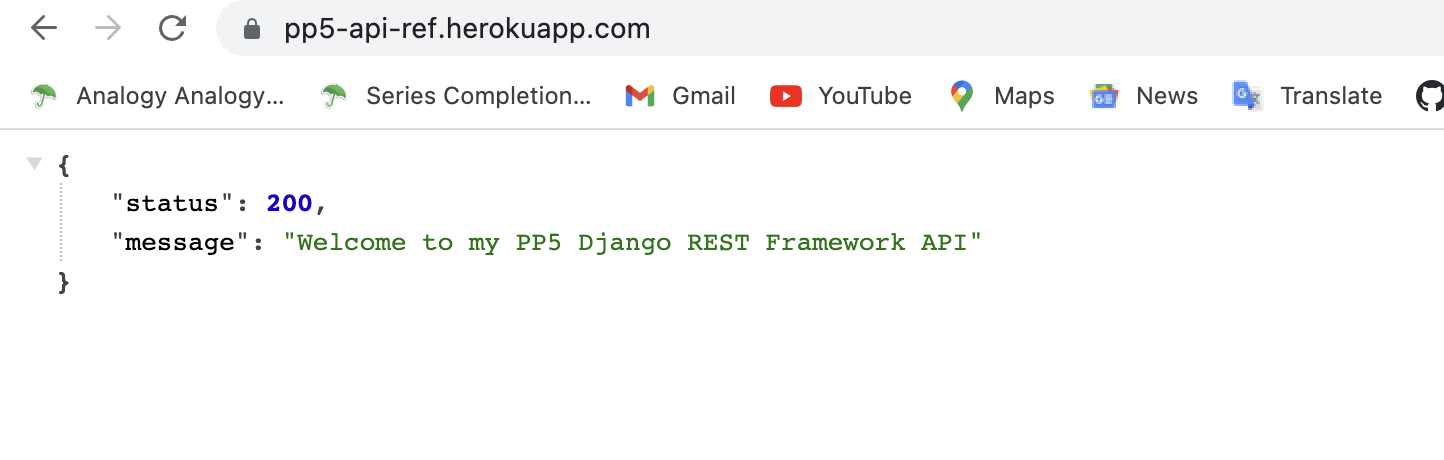 pp5-api-ref.herokuapp.com
Analogy Analogy... Series Completion... Gmail YouTube Maps News Translate
{
"status": 200,
"message": "Welcome to my PP5 Django REST Framework API"
}